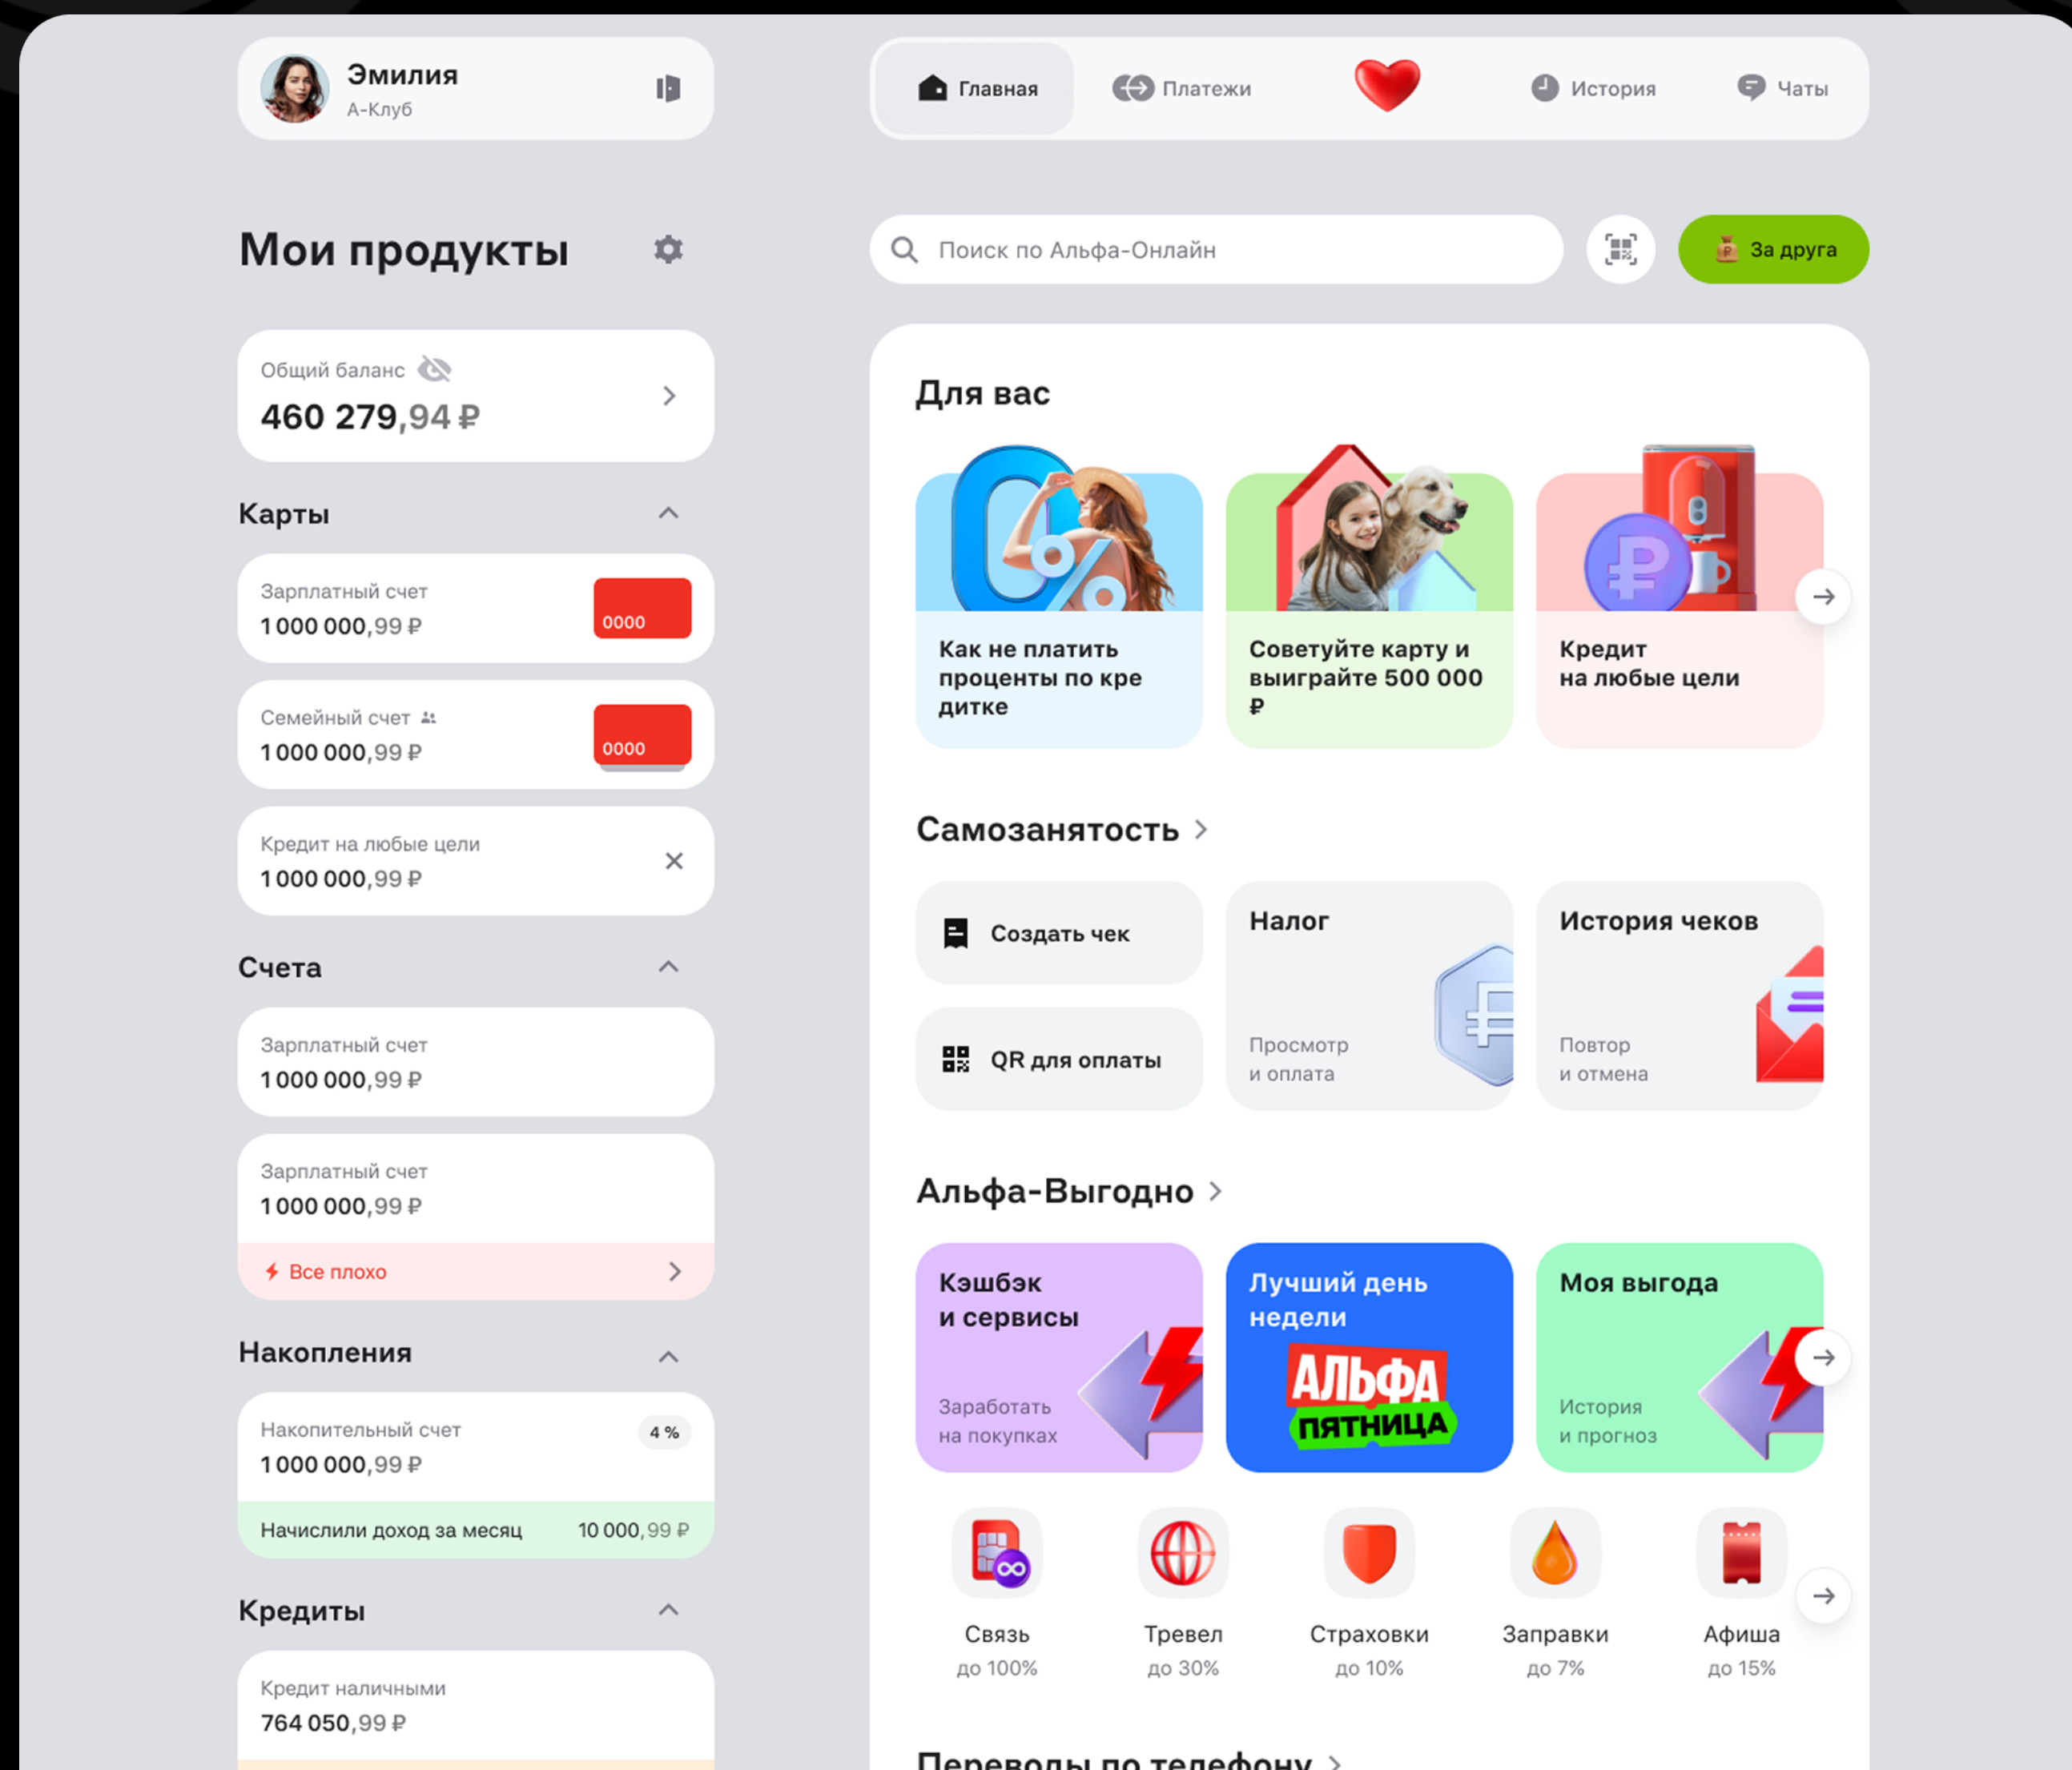 Эмилия
А-Клуб
Главная
Платежи
История
Чаты
Мои продукты
Поиск по Альфа-Онлайн
За друга
Общий баланс
460 279,94 ₽
Карты
Зарплатный счет
1 000 000,99 ₽
0000
Семейный счет
1 000 000,99 ₽
0000
Кредит на любые цели
1 000 000,99 ₽
Счета
Зарплатный счет
1 000 000,99 ₽
Зарплатный счет
1 000 000,99 ₽
Все плохо
Накопления
Накопительный счет
4 %
1 000 000,99 ₽
Начислили доход за месяц 10 000,99 ₽
Кредиты
Кредит наличными
764 050,99 ₽
Для вас
0%
Как не платить
проценты по кре
дитке
Советуйте карту и
выиграйте 500 000
₽
₽
Кредит
на любые цели
Самозанятость
Создать чек
QR для оплаты
Налог
Просмотр
и оплата
История чеков
Повтор
и отмена
Альфа-Выгодно
Кэшбэк
и сервисы
Заработать
на покупках
Лучший день
недели
АЛЬФА
ПЯТНИЦА
Моя выгода
История
и прогноз
Связь
до 100%
Тревел
до 30%
Страховки
до 10%
Заправки
до 7%
Афиша
до 15%
Переводы по телефону